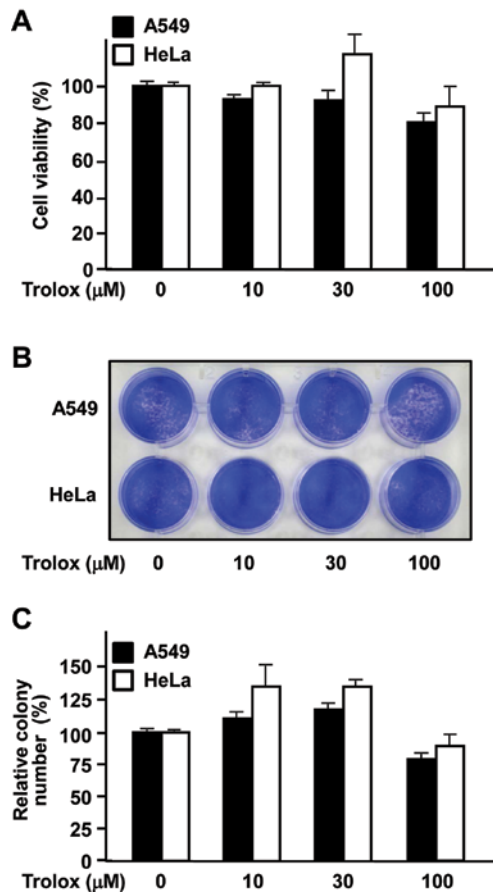 A
A549
HeLa
Cell viability (%)
100
80
60
40
20
0
Trolox (μM) 0 10 30 100
B
A549
HeLa
Trolox (μM) 0 10 30 100
C
A549
HeLa
Relative colony
number (%)
150
125
100
75
50
25
0
Trolox (μM) 0 10 30 100